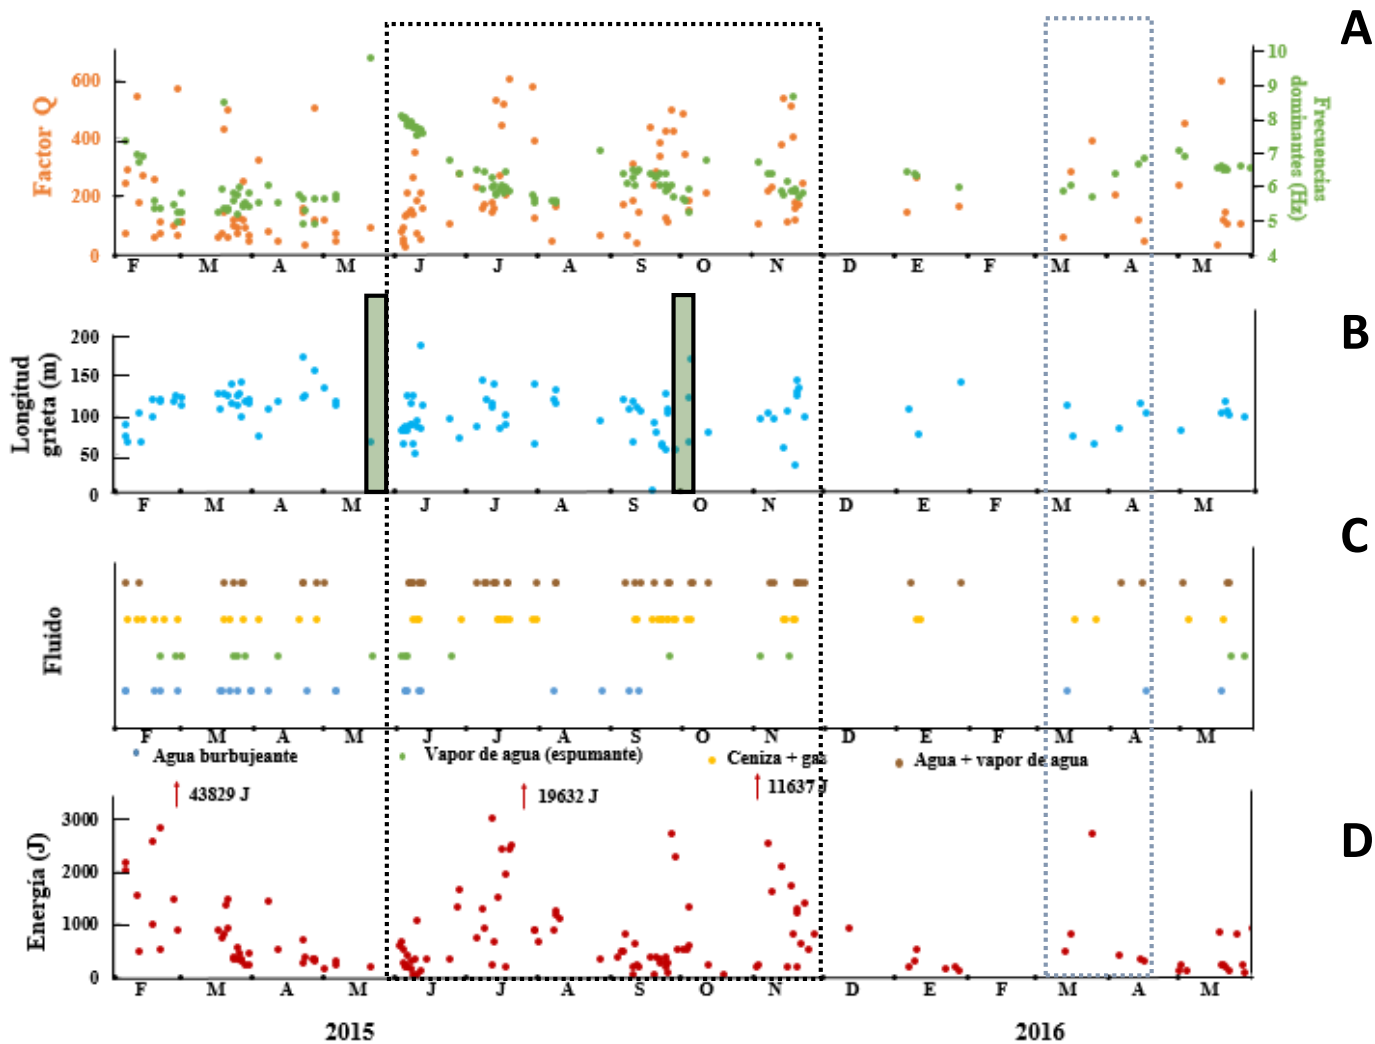 A
Factor Q
600
400
200
0
10
9
8
7
6
5
4
Frecuencias
dominantes (Hz)
F M A M J J A S O N D E F M A M
B
Longitud
grieta (m)
200
150
100
50
0
F M A M J J A S O N D E F M A M
C
Fluido
F M A M J J A S O N D E F M A M
Agua burbujeante Vapor de agua (espumante) Ceniza + gas Agua + vapor de agua
43829 J 19632 J 11637 J
D
Energía (J)
3000
2000
1000
0
F M A M J J A S O N D E F M A M
2015 2016